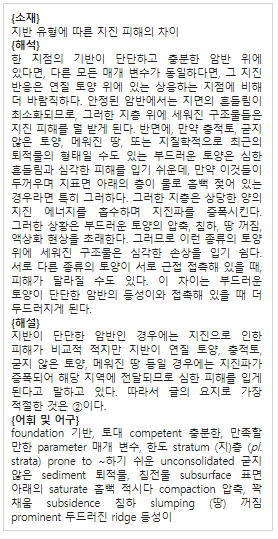 {소재}
지반 유형에 따른 지진 피해의 차이
{해석}
한 지점의 기반이 단단하고 충분한 암반 위에
있다면, 다른 모든 매개 변수가 동일하다면, 그 지진
반응은 연질 토양 위에 있는 상응하는 지점에 비해
더 바람직하다. 안정된 암반에서는 지면의 흔들림이
최소화되므로, 그러한 지층 위에 세워진 구조물들은
지진 피해를 덜 받게 된다. 반면에, 만약 충적토, 굳지
않은 토양, 메워진 땅, 또는 지질학적으로 최근의
퇴적물의 형태일 수도 있는 부드러운 토양은 심한
흔들림과 심각한 피해를 입기 쉬운데, 만약 이것들이
두꺼우며 지표면 아래의 층이 물로 흠뻑 젖어 있는
경우라면 특히 그러하다. 그러한 지층은 상당한 양의
지진 에너지를 흡수하며 지진파를 증폭시킨다.
그러한 상황은 부드러운 토양의 압축, 침하, 땅 꺼짐,
액상화 현상을 초래한다. 그러므로 이런 종류의 토양
위에 세워진 구조물은 심각한 손상을 입기 쉽다.
서로 다른 종류의 토양이 서로 근접 접촉해 있을 때,
피해가 달라질 수도 있다. 이 차이는 부드러운
토양이 단단한 암반의 등성이와 접촉해 있을 때 더
두드러지게 된다.
{해설}
지반이 단단한 암반인 경우에는 지진으로 인한
피해가 비교적 적지만 지반이 연질 토양, 충적토,
굳지 않은 토양, 메워진 땅 등일 경우에는 지진파가
증폭되어 해당 지역에 전달되므로 심한 피해를 입게
된다고 말하고 있다. 따라서 글의 요지로 가장
적절한 것은 ②이다.
{어휘 및 어구}
foundation 기반, 토대 competent 충분한, 만족할
만한 parameter 매개 변수, 한도 stratum (지)층 (pl.
strata) prone to ~하기 쉬운 unconsolidated 굳지
않은 sediment 퇴적물, 침전물 subsurface 표면
아래의 saturate 흠뻑 적시다 compaction 압축, 꽉
채움 subsidence 침하 slumping (땅) 꺼짐
prominent 두드러진 ridge 등성이